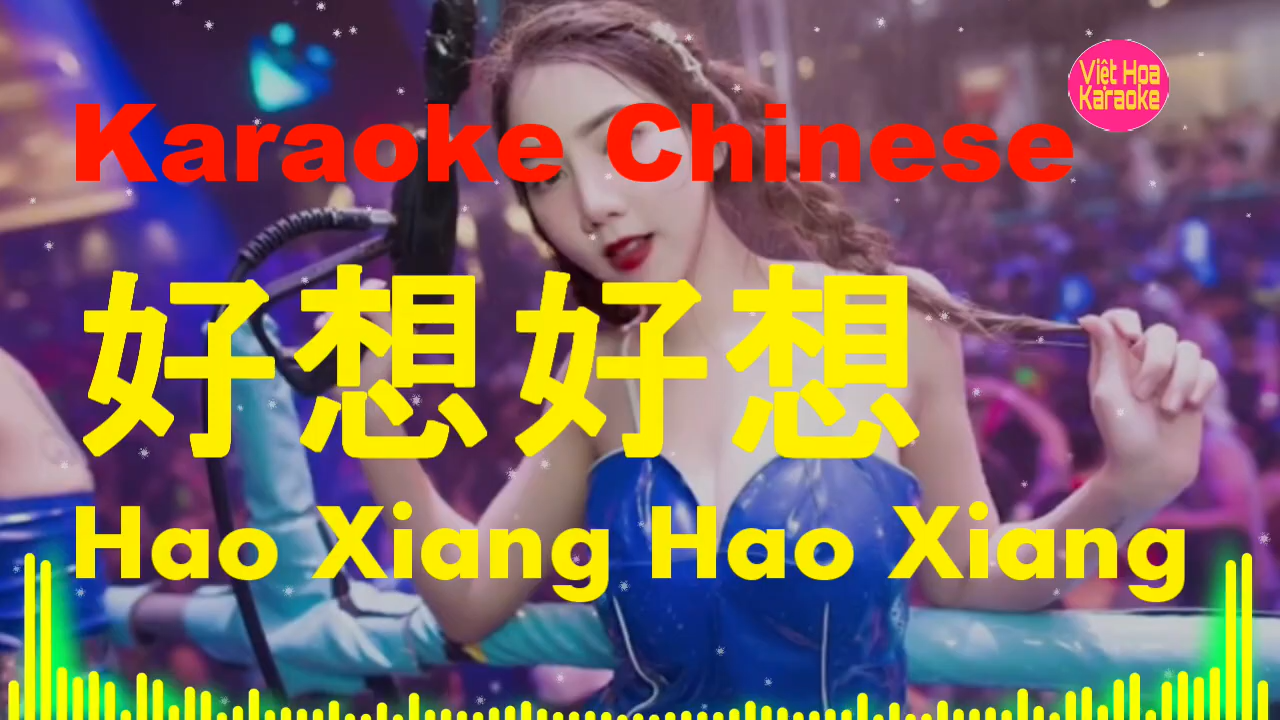 Việt Hoa
Karaoke
Karaoke Chinese
好想好想
Hao Xiang Hao Xiang